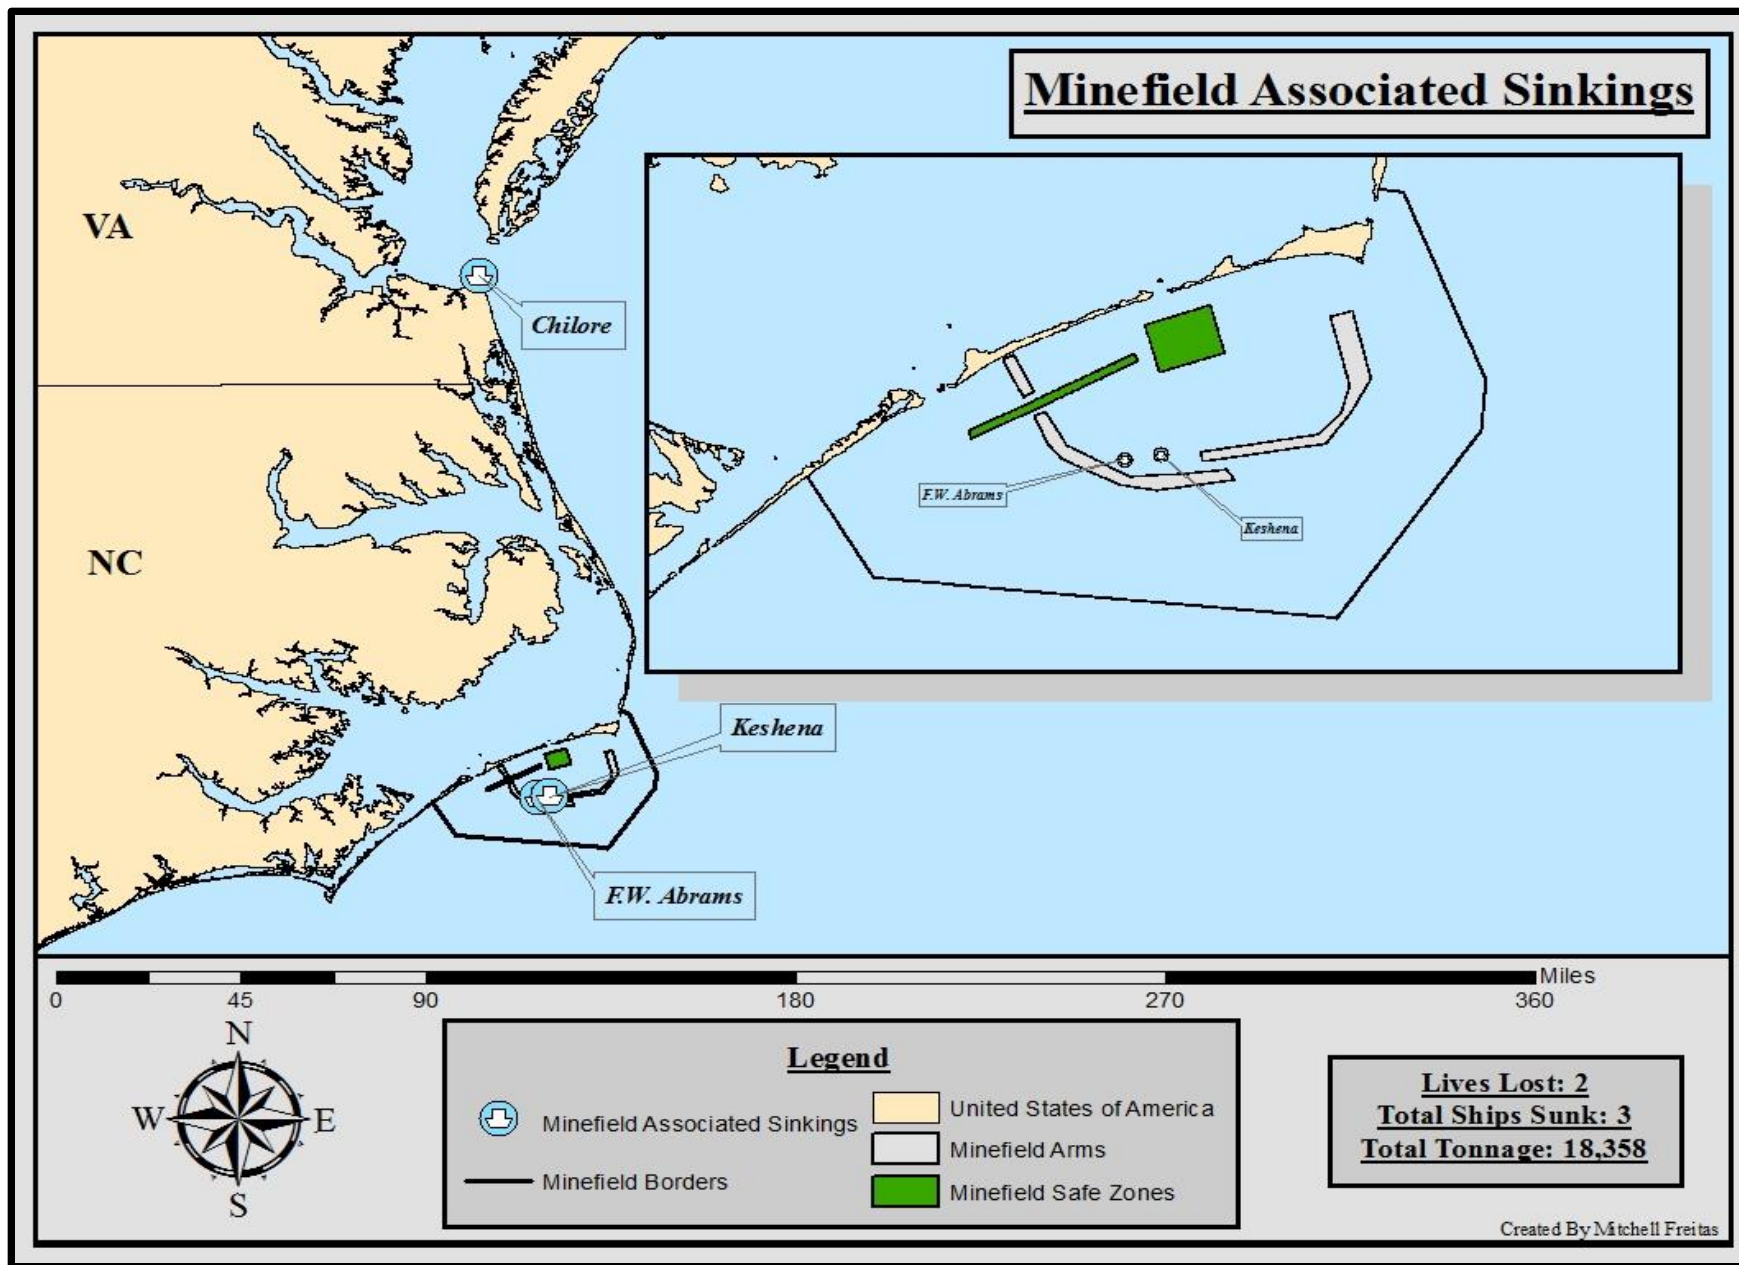 Minefield Associated Sinkings
VA
Chilore
NC
F.W. Abrams
Keshena
Keshena
F.W. Abrams
0 45 90 180 270 360 Miles
N
W E
S
Legend
Minefield Associated Sinkings
Minefield Borders
United States of America
Minefield Arms
Minefield Safe Zones
Lives Lost: 2
Total Ships Sunk: 3
Total Tonnage: 18,358
Created By Mitchell Freitas